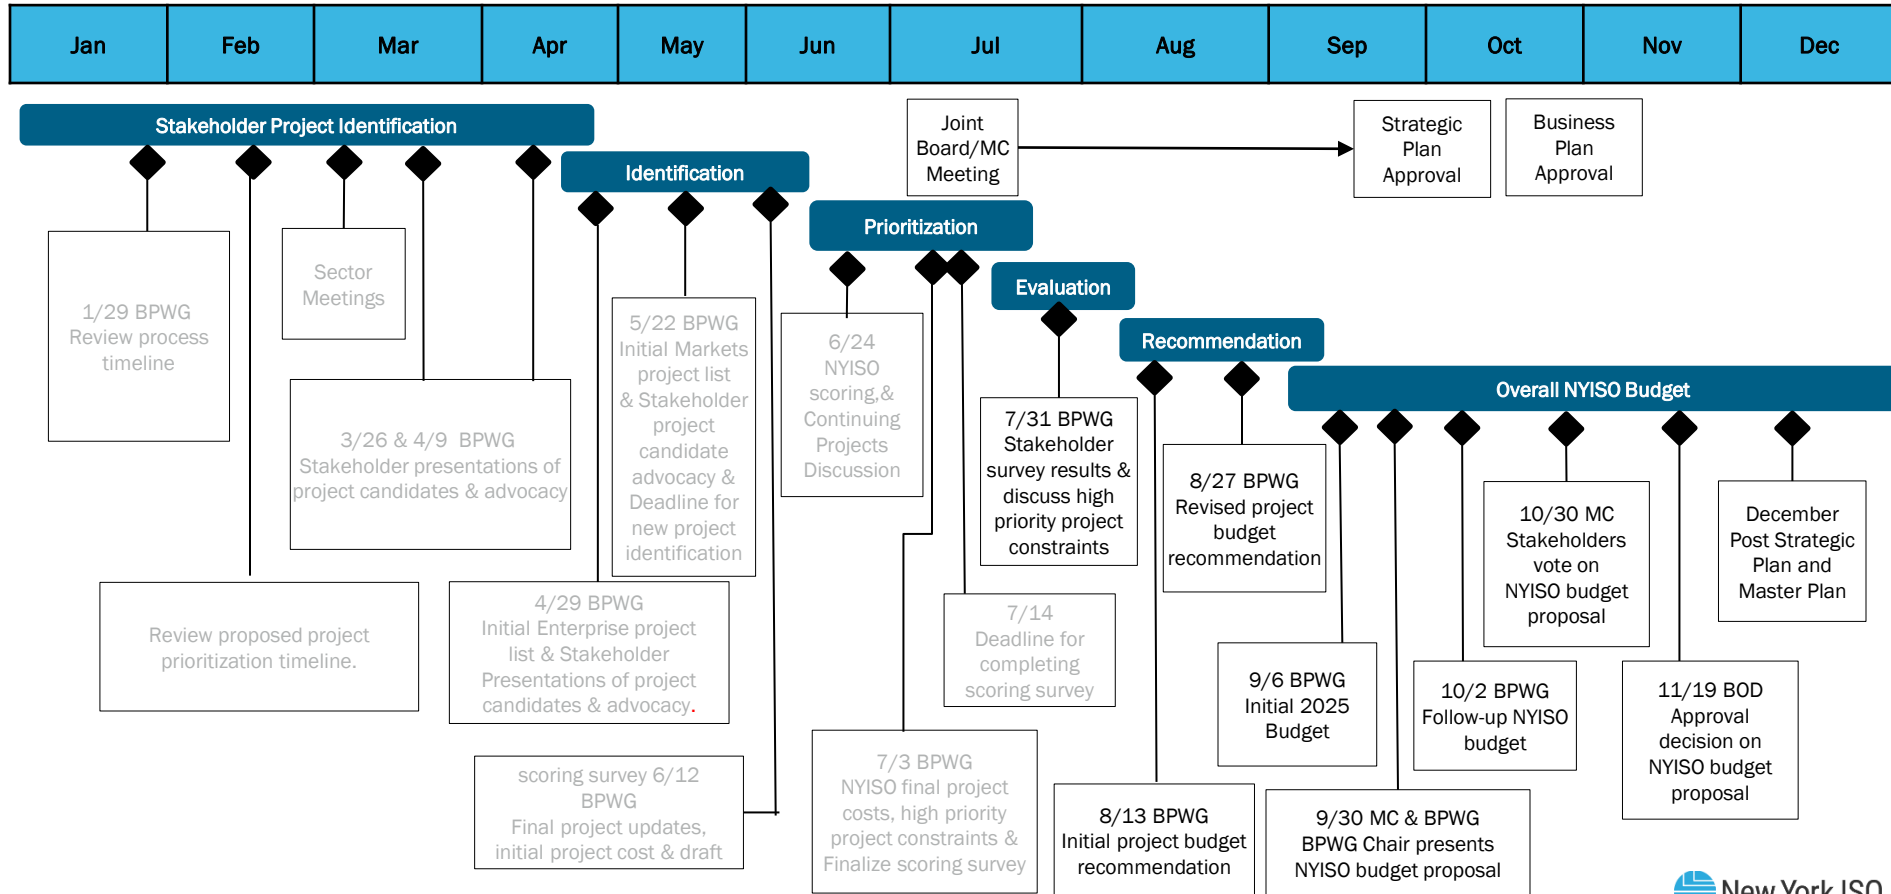 Jan
Feb
Mar
Apr
May
Jun
Jul
Aug
Sep
Oct
Nov
Dec
Stakeholder Project Identification
Identification
Prioritization
Evaluation
Recommendation
Overall NYISO Budget
Joint
Board/MC
Meeting
Strategic
Plan
Approval
Business
Plan
Approval
1/29 BPWG
Review process
timeline
Review proposed project
prioritization timeline.
Sector
Meetings
3/26 & 4/9 BPWG
Stakeholder presentations of
project candidates & advocacy
4/29 BPWG
Initial Enterprise project
list & Stakeholder
Presentations of project
candidates & advocacy.
5/22 BPWG
Initial Markets
project list
& Stakeholder
project
candidate
advocacy &
Deadline for
new project
identification
scoring survey 6/12
BPWG
Final project updates,
initial project cost & draft
6/24
NYISO
scoring,&
Continuing
Projects
Discussion
7/3 BPWG
NYISO final project
costs, high priority
project constraints &
Finalize scoring survey
7/14
Deadline for
completing
scoring survey
7/31 BPWG
Stakeholder
survey results &
discuss high
priority project
constraints
8/13 BPWG
Initial project budget
recommendation
8/27 BPWG
Revised project
budget
recommendation
9/6 BPWG
Initial 2025
Budget
9/30 MC & BPWG
BPWG Chair presents
NYISO budget proposal
10/2 BPWG
Follow-up NYISO
budget
10/30 MC
Stakeholders
vote on
NYISO budget
proposal
11/19 BOD
Approval
decision on
NYISO budget
proposal
December
Post Strategic
Plan and
Master Plan
New York ISO